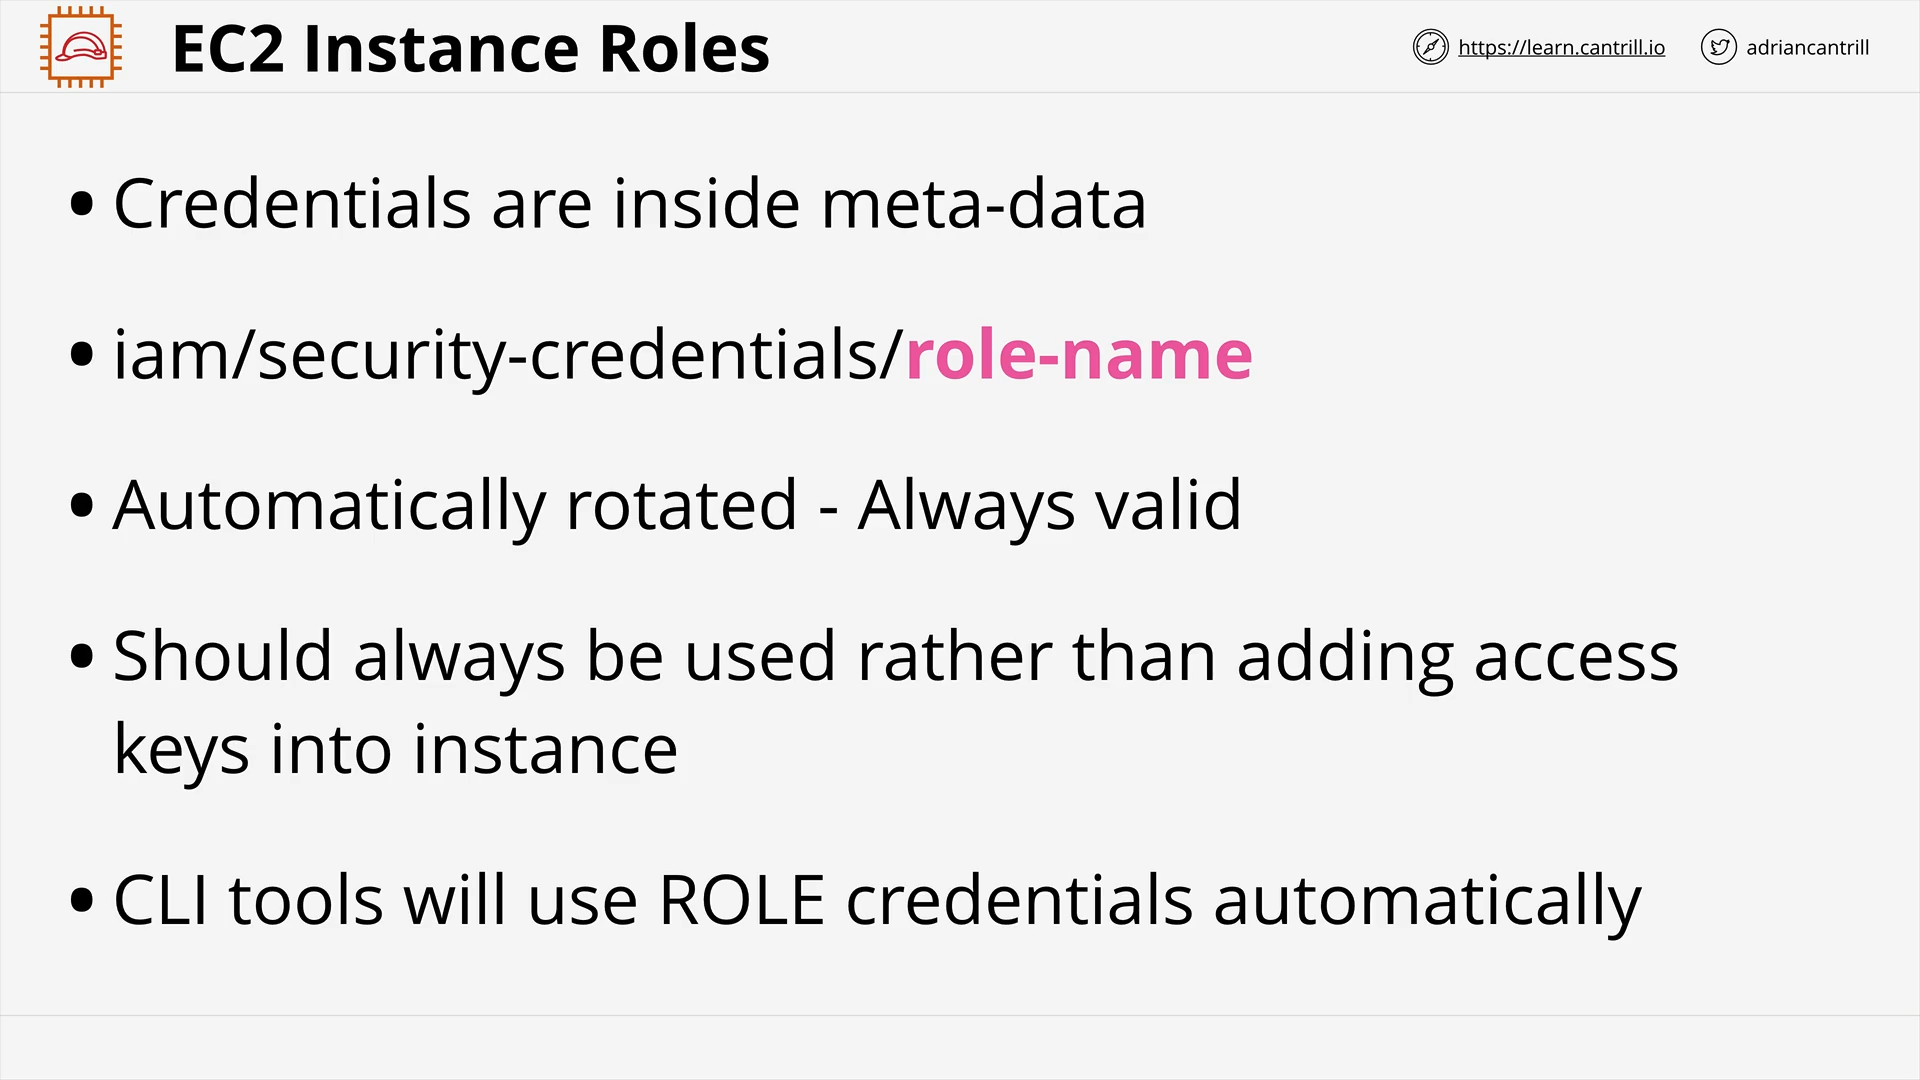 EC2 Instance Roles
https://learn.cantrill.io
adriancantrill
• Credentials are inside meta-data
• iam/security-credentials/role-name
• Automatically rotated - Always valid
• Should always be used rather than adding access
keys into instance
• CLI tools will use ROLE credentials automatically